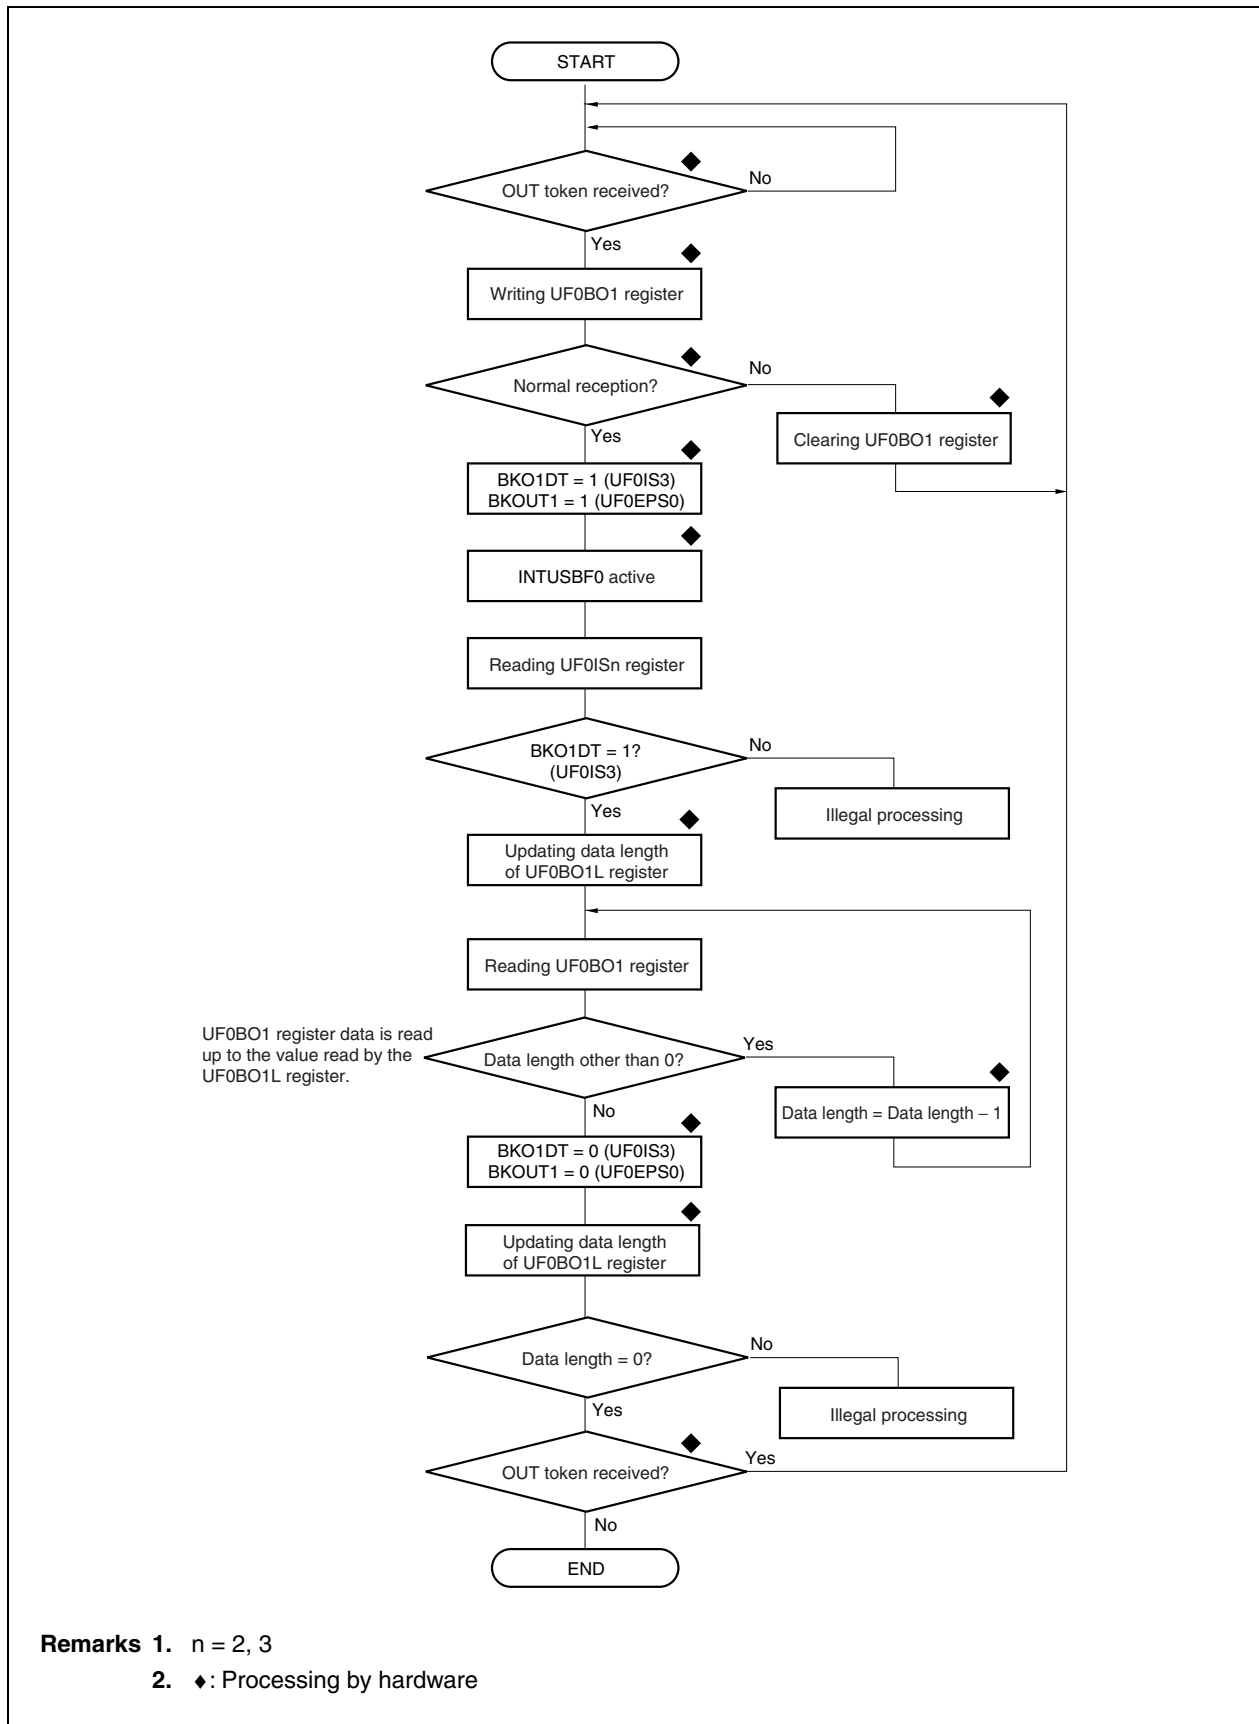 START
OUT token received?
No
Yes
Writing UF0BO1 register
Normal reception?
No
Yes
Clearing UF0BO1 register
BKO1DT = 1 (UF0IS3)
BKOUT1 = 1 (UF0EPS0)
INTUSBF0 active
Reading UF0ISn register
BKO1DT = 1?
(UF0IS3)
No
Yes
Illegal processing
Updating data length
of UF0BO1L register
Reading UF0BO1 register
UF0BO1 register data is read
up to the value read by the
UF0BO1L register.
Data length other than 0?
Yes
No
Data length = Data length − 1
BKO1DT = 0 (UF0IS3)
BKOUT1 = 0 (UF0EPS0)
Updating data length
of UF0BO1L register
Data length = 0?
No
Yes
Illegal processing
OUT token received?
Yes
No
END
Remarks 1. n = 2, 3
2. ♦: Processing by hardware